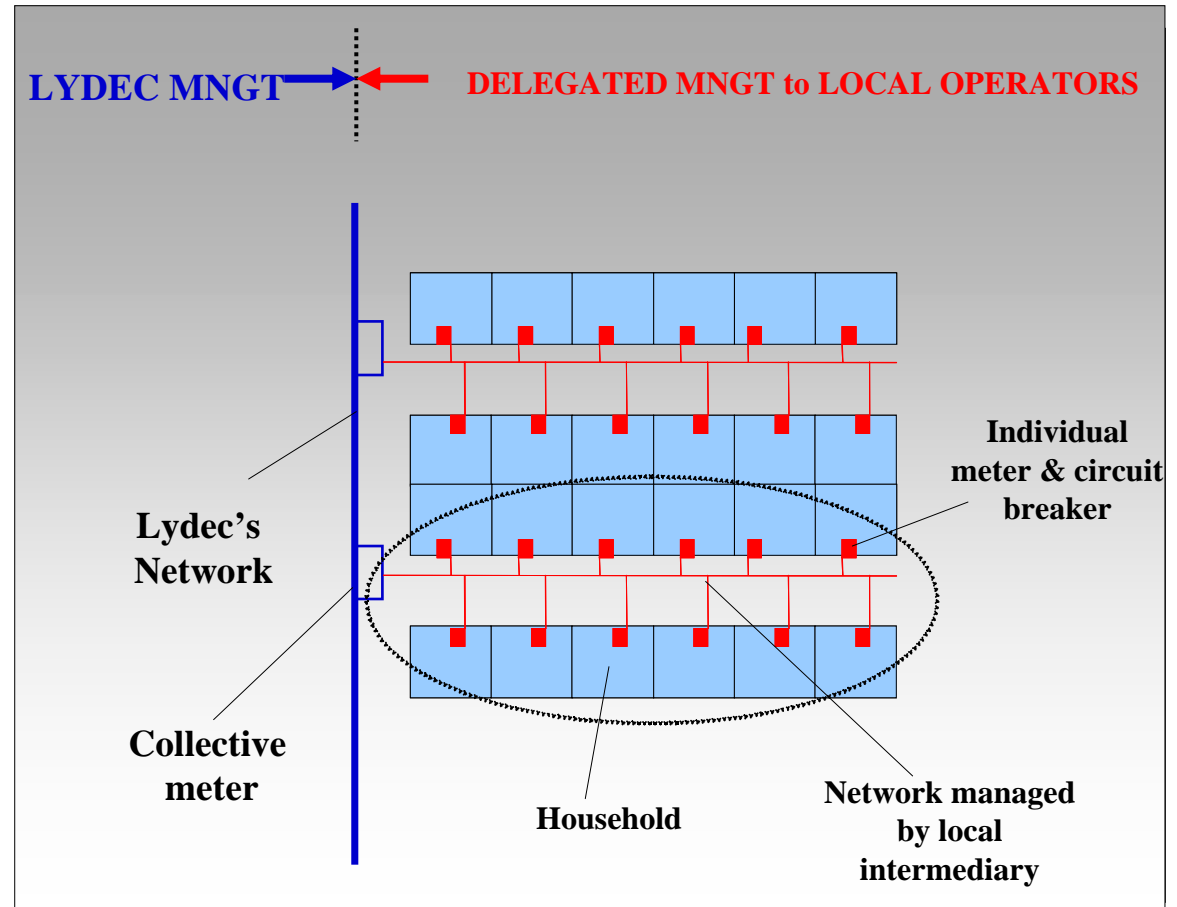 LYDEC MNGT
DELEGATED MNGT to LOCAL OPERATORS
Individual
meter & circuit
breaker
Lydec's
Network
Collective
meter
Household
Network managed
by local
intermediary